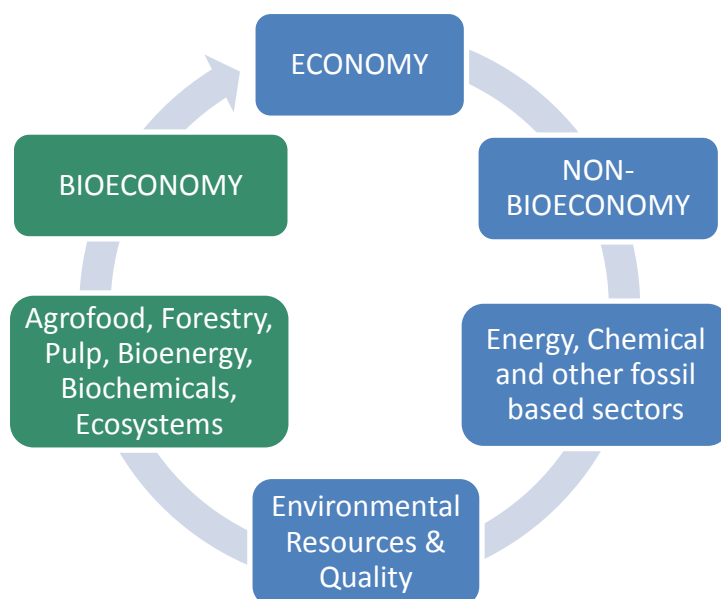 ECONOMY
NON-
BIOECONOMY
Energy, Chemical
and other fossil
based sectors
Environmental
Resources &
Quality
Agrofood, Forestry,
Pulp, Bioenergy,
Biochemicals,
Ecosystems
BIOECONOMY